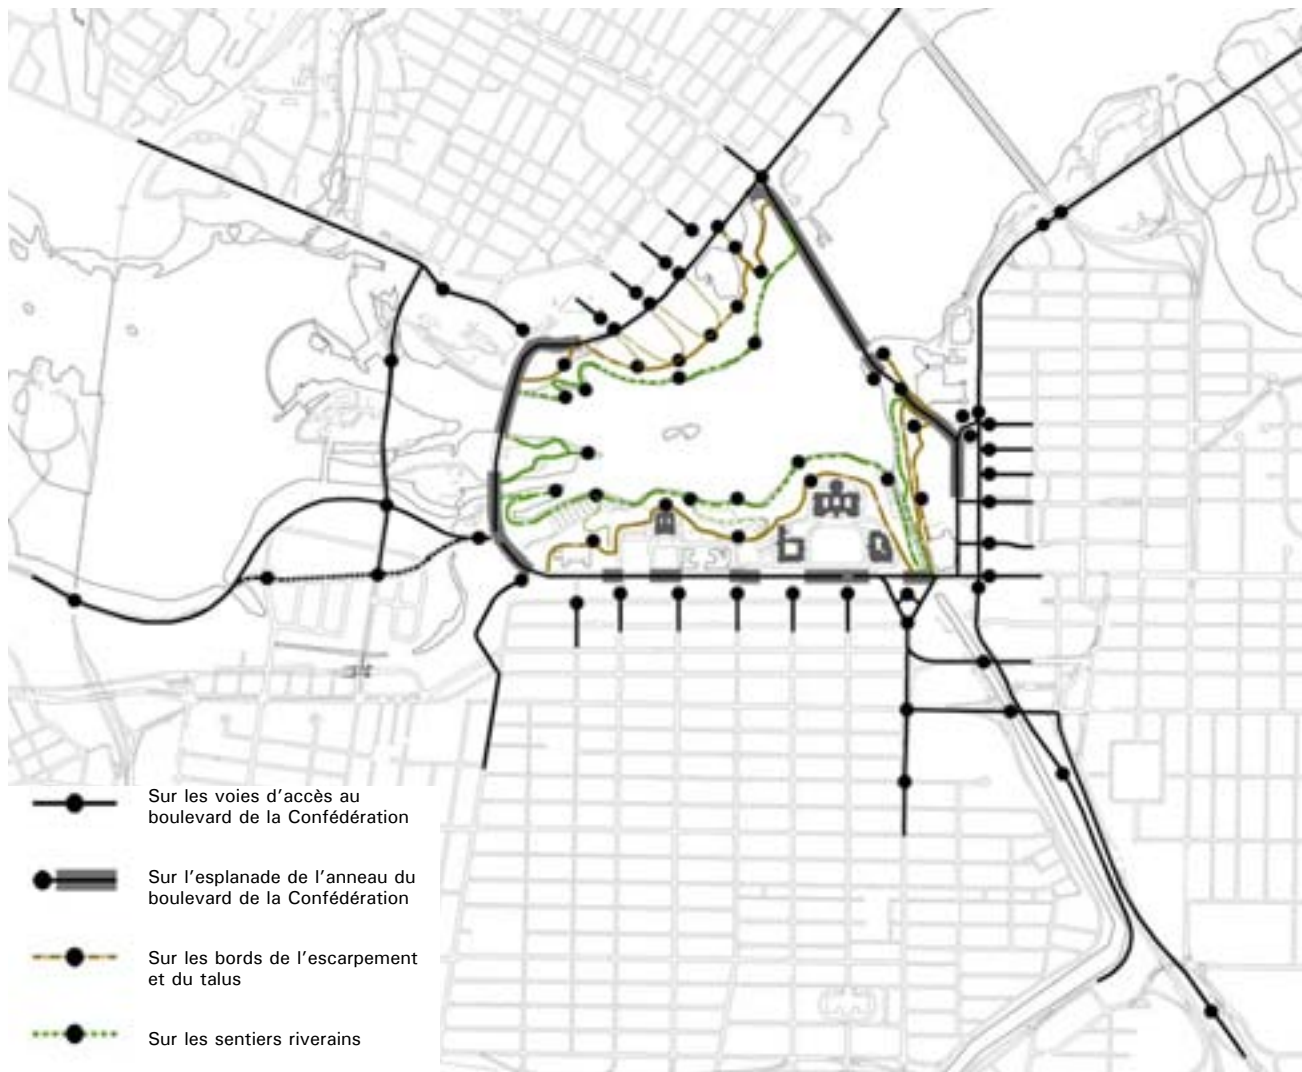 Sur les voies d'accès au
boulevard de la Confédération
Sur l'esplanade de l'anneau du
boulevard de la Confédération
Sur les bords de l'escarpement
et du talus
Sur les sentiers riverains